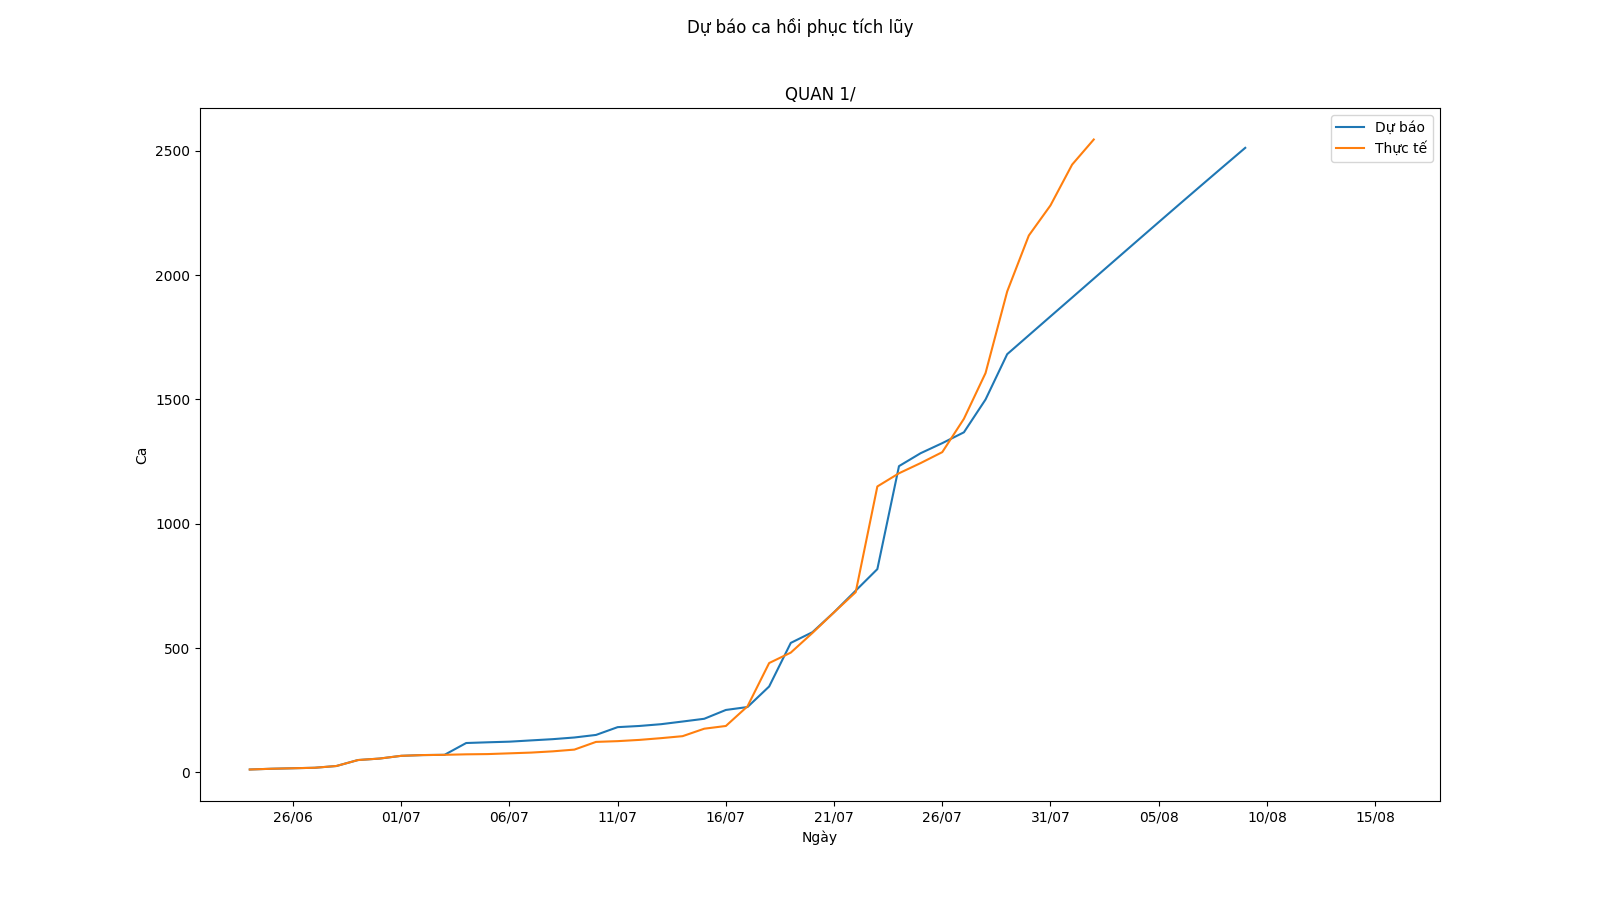 Dự báo ca hồi phục tích lũy
QUAN 1/
Dự báo
Thực tế
2500
2000
1500
1000
500
0
Ca
26/06 01/07 06/07 11/07 16/07 21/07 26/07 31/07 05/08 10/08 15/08
Ngày